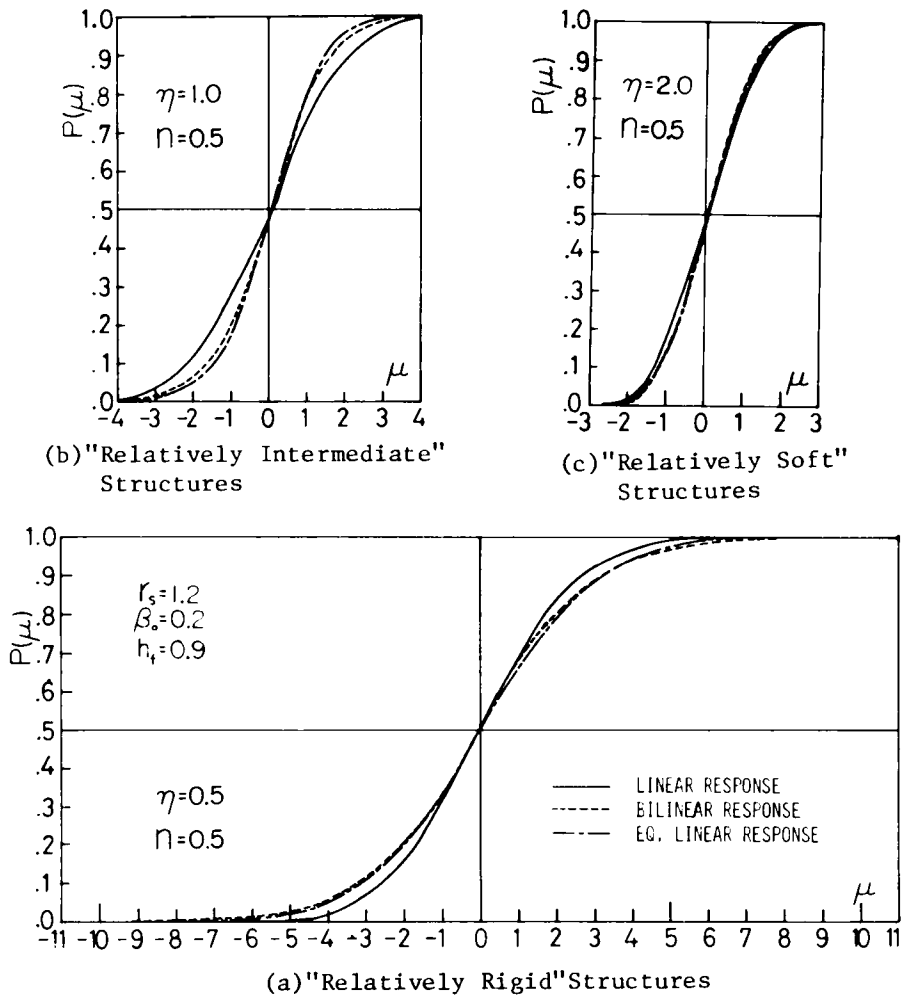 1.0
.9
.8
.7
.6
.5
.4
.3
.2
.1
.0
P(μ)
η=1.0
n=0.5
μ
-4 -3 -2 -1 0 1 2 3 4
(b)"Relatively Intermediate"
Structures
1.0
.9
.8
.7
.6
.5
.4
.3
.2
.1
.0
P(μ)
η=2.0
n=0.5
μ
-3 -2 -1 0 1 2 3
(c)"Relatively Soft"
Structures
1.0
.9
.8
.7
.6
.5
.4
.3
.2
.1
.0
P(μ)
r_s=1.2
β_o=0.2
h_t=0.9
η=0.5
n=0.5
LINEAR RESPONSE
BILINEAR RESPONSE
EQ. LINEAR RESPONSE
μ
-11 -10 -9 -8 -7 -6 -5 -4 -3 -2 -1 0 1 2 3 4 5 6 7 8 9 10 11
(a)"Relatively Rigid"Structures